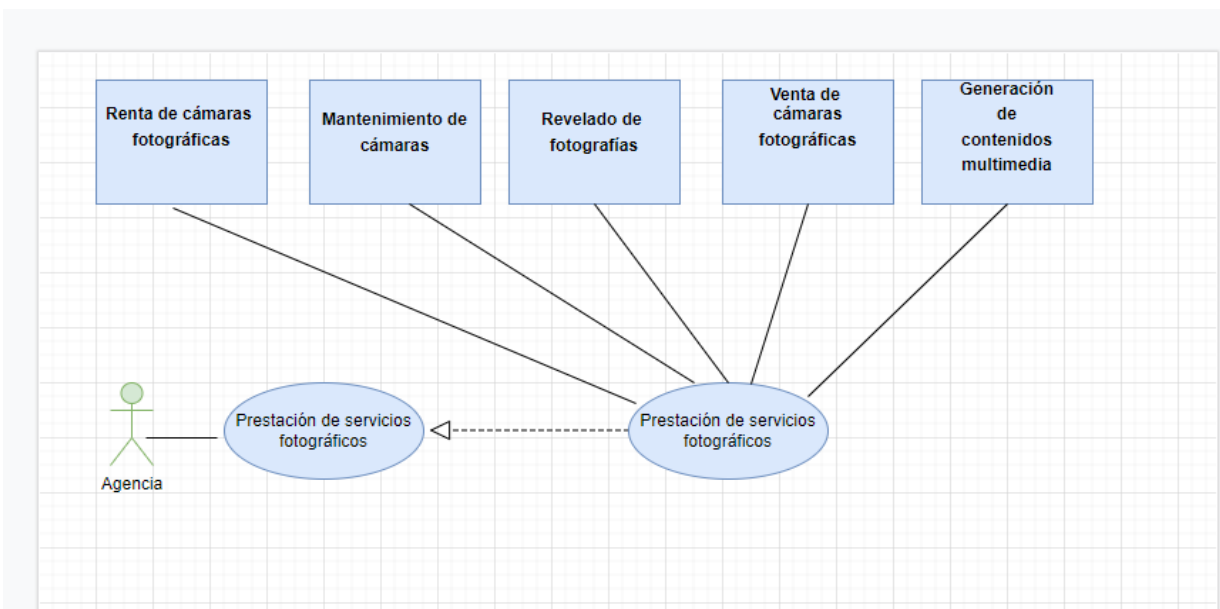 Renta de cámaras
fotográficas
Mantenimiento de
cámaras
Revelado de
fotografías
Venta de
cámaras
fotográficas
Generación
de
contenidos
multimedia
Prestación de servicios
fotográficos
Prestación de servicios
fotográficos
Agencia